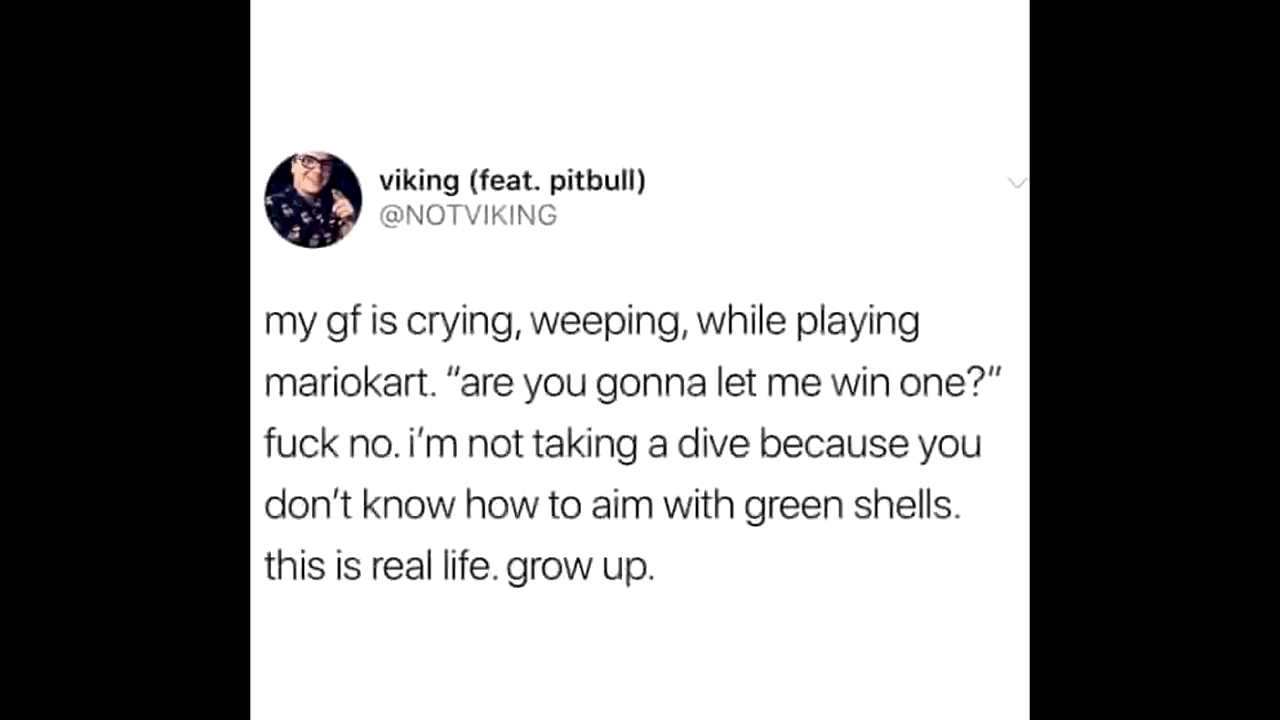 viking (feat. pitbull)
@NOTVIKING
my gf is crying, weeping, while playing
mariokart. “are you gonna let me win one?”
fuck no. i’m not taking a dive because you
don’t know how to aim with green shells.
this is real life. grow up.